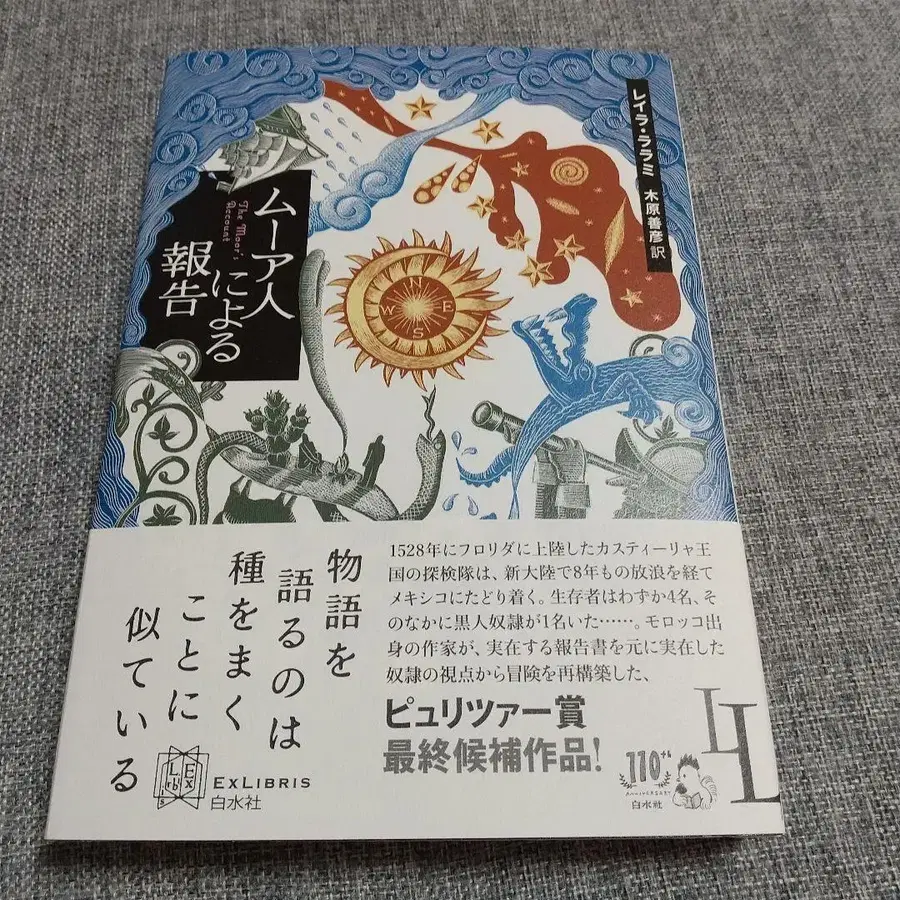 レイラ・ララミ 木原善彦訳
ムーア人
による
報告
The Moor's
Account
N
W E
S
物語を
語るのは
種をまく
ことに
似ている
1528年にフロリダに上陸したカスティーリャ王
国の探検隊は、新大陸で8年もの放浪を経て
メキシコにたどり着く。生存者はわずか4名、そ
のなかに黒人奴隷が1名いた……。モロッコ出
身の作家が、実在する報告書を元に実在した
奴隷の視点から冒険を再構築した、
ピュリツァー賞
最終候補作品!
L Ex
rb
s
EXLIBRIS
白水社
110th
ANNIVERSARY
白水社
LL